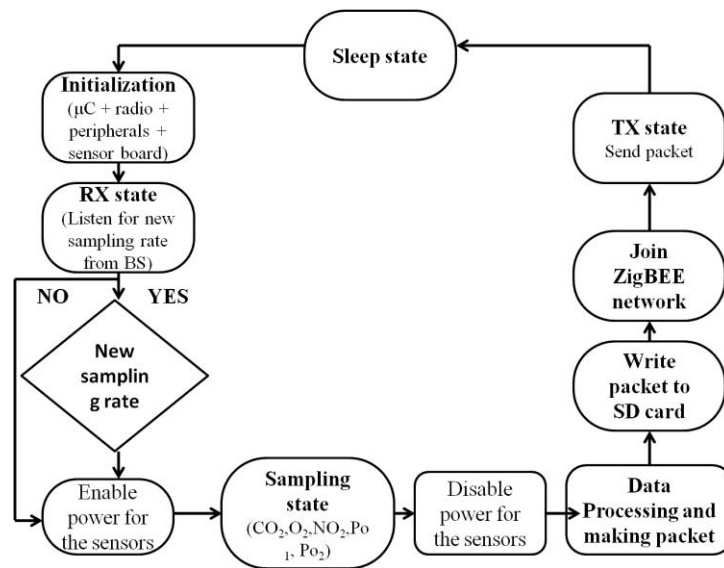 Sleep state
Initialization
(μC + radio +
peripherals +
sensor board)
RX state
(Listen for new
sampling rate
from BS)
NO
YES
New
samplin
g rate
Enable
power for
the sensors
Sampling
state
(CO₂,O₂,NO₂,Po
₁, Po₂)
Disable
power for
the sensors
Data
Processing and
making packet
Write
packet to
SD card
Join
ZigBEE
network
TX state
Send packet